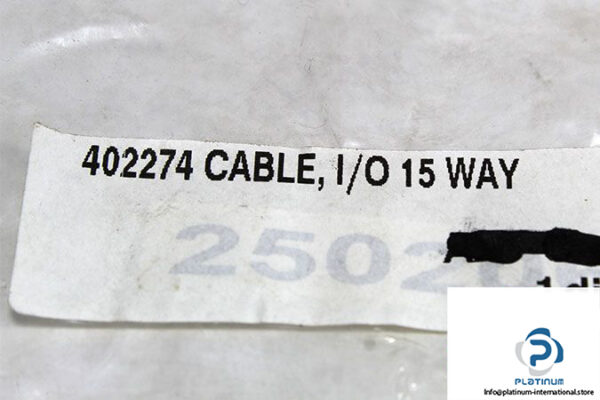 402274 CABLE, I/O 15 WAY
PLATINUM
Info@platinum-international.store